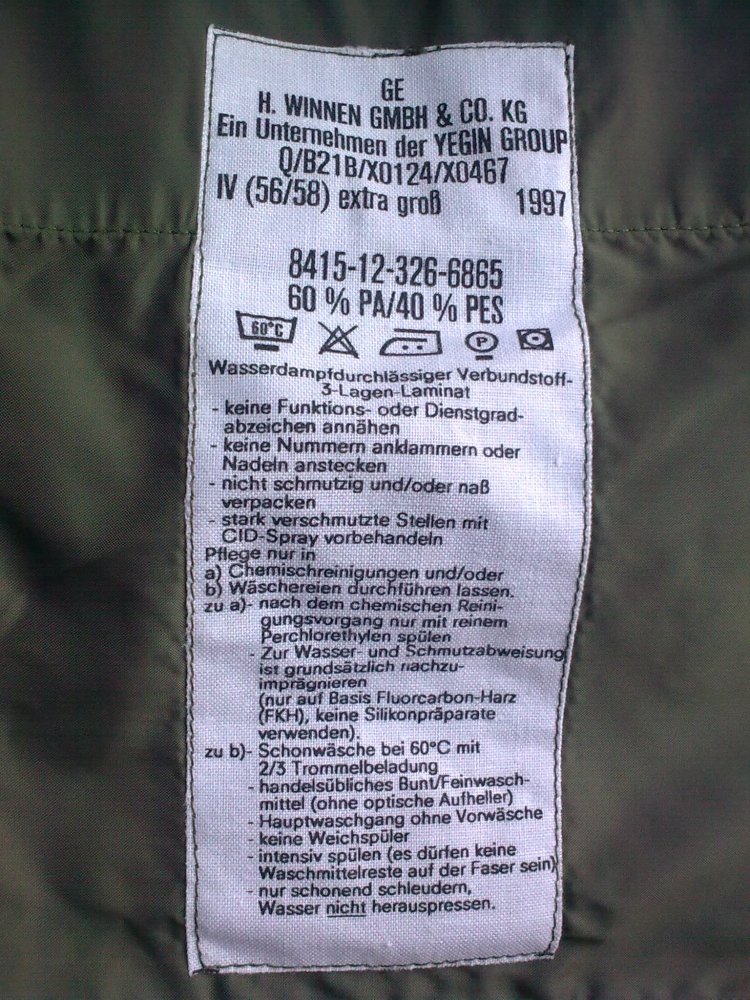 GE
H. WINNEN GMBH & CO. KG
Ein Unternehmen der YEGIN GROUP
Q/B21B/X0124/X0467
IV (56/58) extra groß 1997
8415-12-326-6865
60 % PA/40 % PES
60°C P
Wasserdampfdurchlässiger Verbundstoff-
3-Lagen-Laminat
- keine Funktions- oder Dienstgrad-
abzeichen annähen
- keine Nummern anklammern oder
Nadeln anstecken
- nicht schmutzig und/oder naß
verpacken
- stark verschmutzte Stellen mit
CID-Spray vorbehandeln
Pflege nur in
a) Chemischreinigungen und/oder
b) Wäschereien durchführen lassen.
zu a)- nach dem chemischen Reini-
gungsvorgang nur mit reinem
Perchlorethylen spülen
- Zur Wasser- und Schmutzabweisung
ist grundsätzlich nachzu-
imprägnieren
(nur auf Basis Fluorcarbon-Harz
(FKH), keine Silikonpräparate
verwenden).
zu b)- Schonwäsche bei 60°C mit
2/3 Trommelbeladung
- handelsübliches Bunt/Feinwasch-
mittel (ohne optische Aufheller)
- Hauptwaschgang ohne Vorwäsche
- keine Weichspüler
- intensiv spülen (es dürfen keine
Waschmittelreste auf der Faser sein)
- nur schonend schleudern,
Wasser nicht herauspressen.